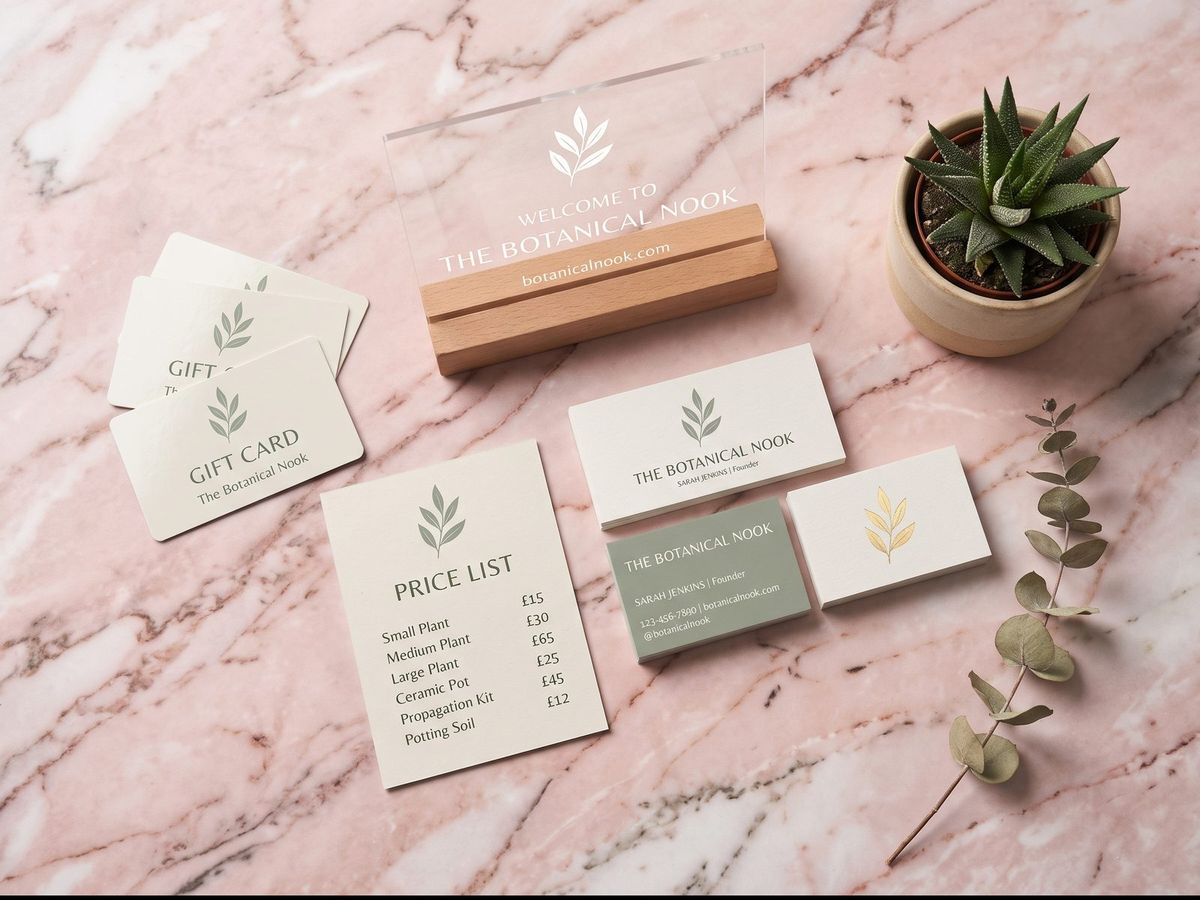 WELCOME TO
THE BOTANICAL NOOK
botanicalnook.com
GIFT
GIFT CARD
The Botanical Nook
THE BOTANICAL NOOK
SARAH JENKINS | Founder
THE BOTANICAL NOOK
SARAH JENKINS | Founder
123-456-7890 | botanicalnook.com
@botanicalnook
PRICE LIST
Small Plant £15
Medium Plant £30
Large Plant £65
Ceramic Pot £25
Propagation Kit £45
Potting Soil £12